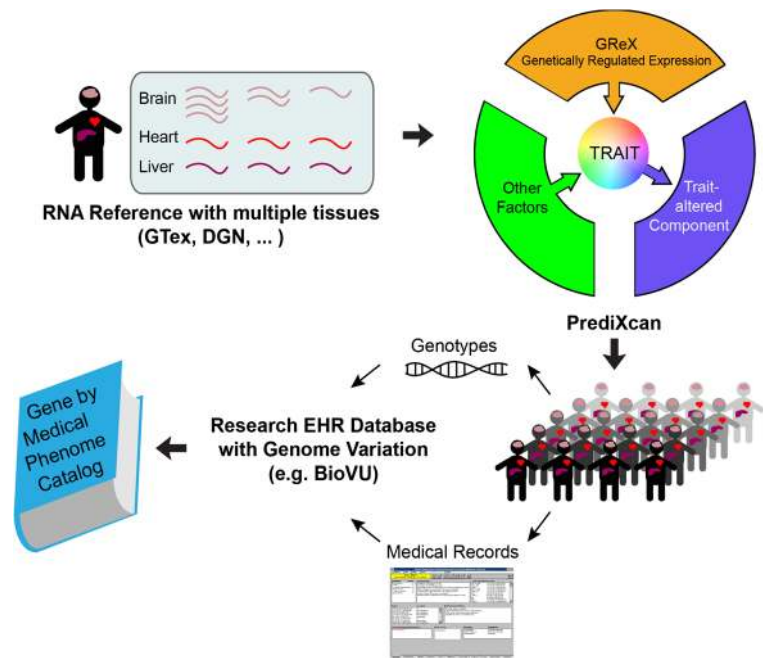 Brain
Heart
Liver
RNA Reference with multiple tissues
(GTex, DGN, ... )
GReX
Genetically Regulated Expression
TRAIT
Other
Factors
Trait-
altered
Component
PrediXcan
Genotypes
Research EHR Database
with Genome Variation
(e.g. BioVU)
Gene by
Medical
Phenome
Catalog
Medical Records